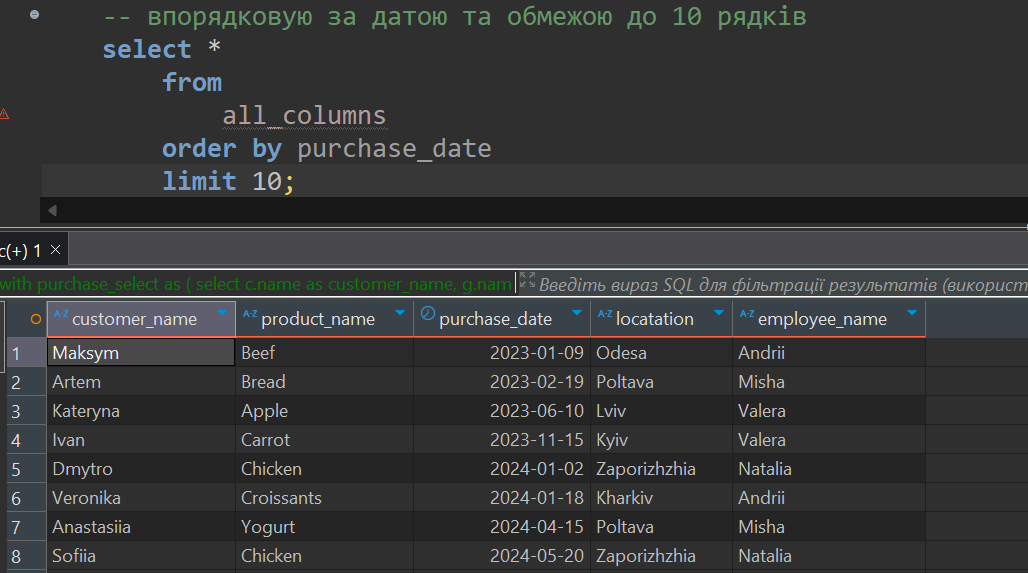 -- впорядковую за датою та обмежою до 10 рядків
select *
from
all_columns
order by purchase_date
limit 10;
c(+) 1 ×
with purchase_select as ( select c.name as customer_name, g.nam Введіть вираз SQL для фільтрації результатів (використ
A-Z customer_name A-Z product_name purchase_date A-Z locatation A-Z employee_name
1 Maksym Beef 2023-01-09 Odesa Andrii
2 Artem Bread 2023-02-19 Poltava Misha
3 Kateryna Apple 2023-06-10 Lviv Valera
4 Ivan Carrot 2023-11-15 Kyiv Valera
5 Dmytro Chicken 2024-01-02 Zaporizhzhia Natalia
6 Veronika Croissants 2024-01-18 Kharkiv Andrii
7 Anastasiia Yogurt 2024-04-15 Poltava Misha
8 Sofiia Chicken 2024-05-20 Zaporizhzhia Natalia